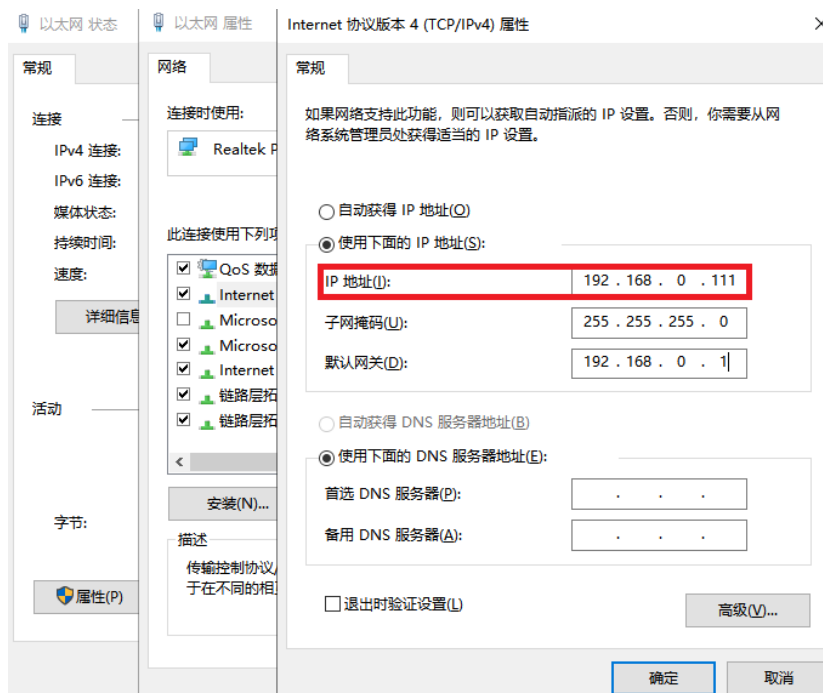 以太网 状态
常规
连接
IPv4 连接:
IPv6 连接:
媒体状态:
持续时间:
速度:
详细信息
活动
字节:
属性(P)
以太网 属性
网络
连接时使用:
Realtek P
此连接使用下列项
QoS 数据
Internet
Microso
Microso
Internet
链路层拓
链路层拓
安装(N)...
描述
传输控制协议/
于在不同的相
Internet 协议版本 4 (TCP/IPv4) 属性
常规
如果网络支持此功能，则可以获取自动指派的 IP 设置。否则，你需要从网
络系统管理员处获得适当的 IP 设置。
自动获得 IP 地址(O)
使用下面的 IP 地址(S):
IP 地址(I): 192 . 168 . 0 . 111
子网掩码(U): 255 . 255 . 255 . 0
默认网关(D): 192 . 168 . 0 . 1
自动获得 DNS 服务器地址(B)
使用下面的 DNS 服务器地址(E):
首选 DNS 服务器(P): . . .
备用 DNS 服务器(A): . . .
退出时验证设置(L)
高级(V)...
确定
取消